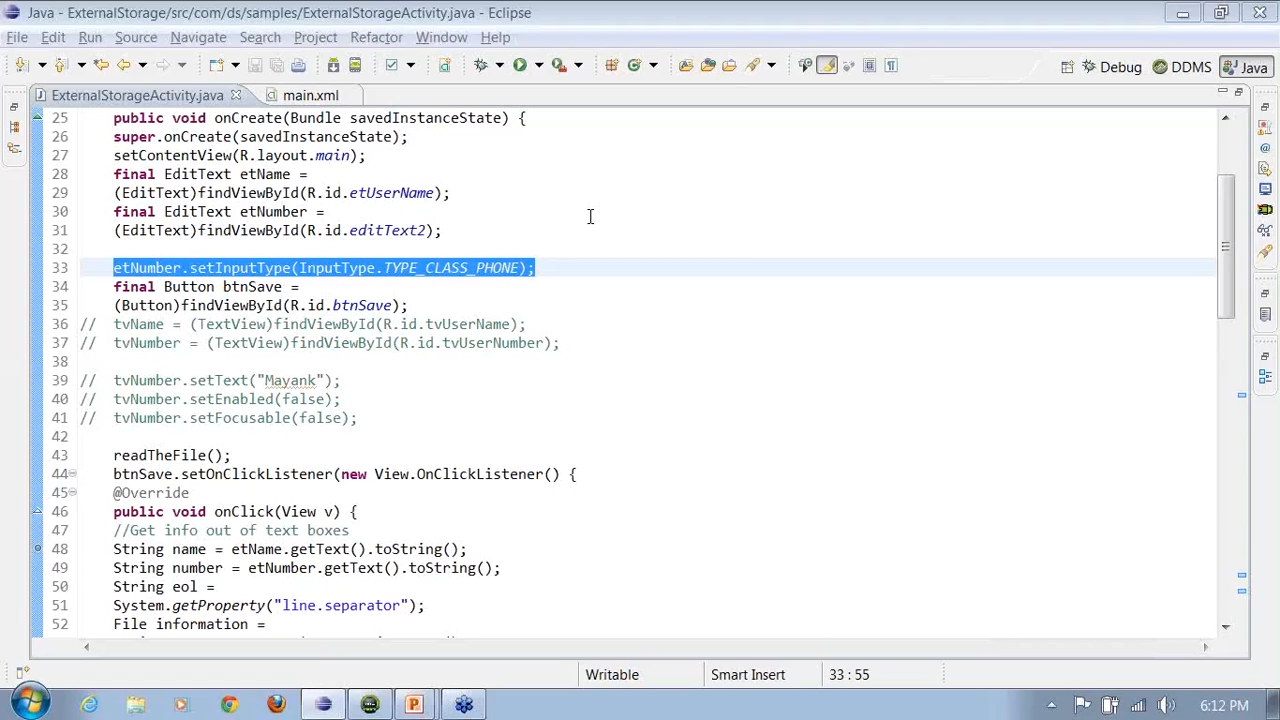 Java - ExternalStorage/src/com/ds/samples/ExternalStorageActivity.java - Eclipse
File Edit Run Source Navigate Search Project Refactor Window Help
Debug DDMS Java
ExternalStorageActivity.java main.xml
25 public void onCreate(Bundle savedInstanceState) {
26 super.onCreate(savedInstanceState);
27 setContentView(R.layout.main);
28 final EditText etName =
29 (EditText)findViewById(R.id.etUserName);
30 final EditText etNumber =
31 (EditText)findViewById(R.id.editText2);
32
33 etNumber.setInputType(InputType.TYPE_CLASS_PHONE);
34 final Button btnSave =
35 (Button)findViewById(R.id.btnSave);
36 // tvName = (TextView)findViewById(R.id.tvUserName);
37 // tvNumber = (TextView)findViewById(R.id.tvUserNumber);
38
39 // tvNumber.setText("Mayank");
40 // tvNumber.setEnabled(false);
41 // tvNumber.setFocusable(false);
42
43 readTheFile();
44 btnSave.setOnClickListener(new View.OnClickListener() {
45 @Override
46 public void onClick(View v) {
47 //Get info out of text boxes
48 String name = etName.getText().toString();
49 String number = etNumber.getText().toString();
50 String eol =
51 System.getProperty("line.separator");
52 File information =
Writable Smart Insert 33 : 55
6:12 PM